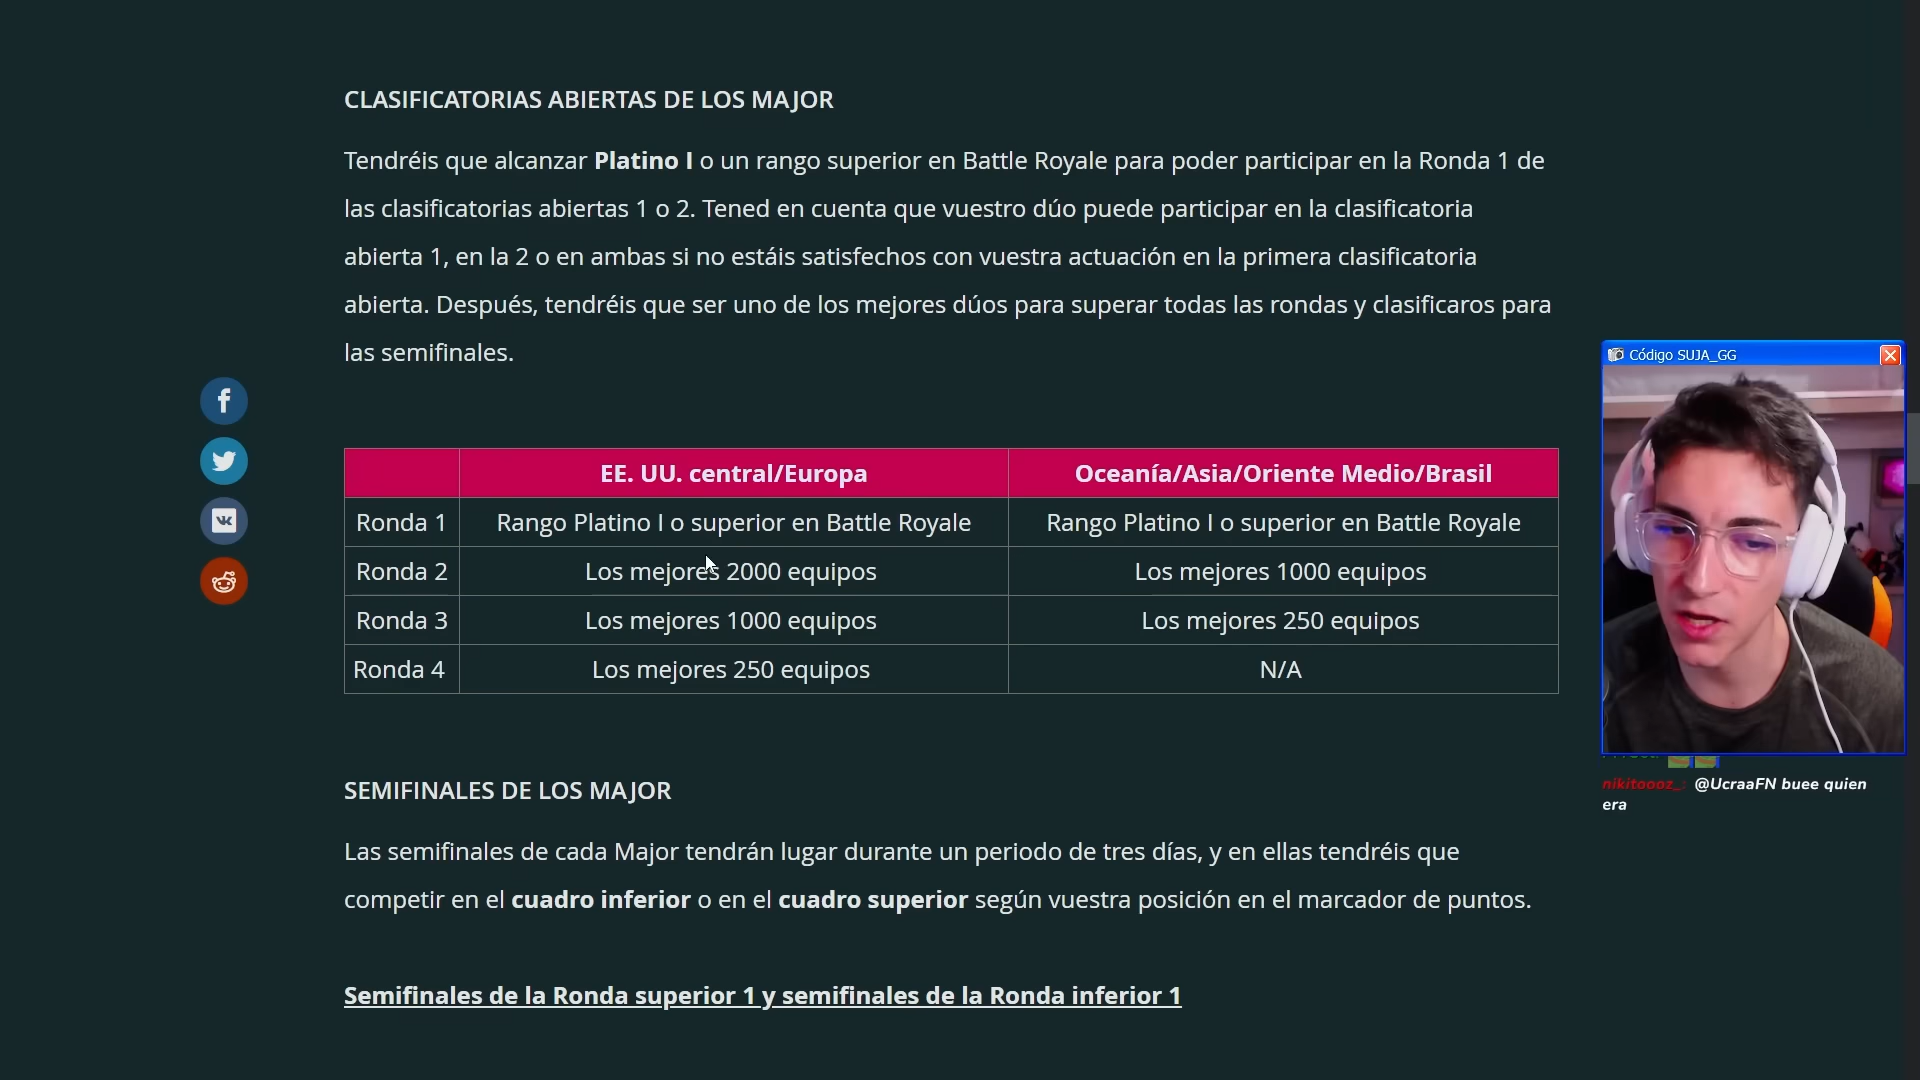 CLASIFICATORIAS ABIERTAS DE LOS MAJOR
Tendréis que alcanzar Platino I o un rango superior en Battle Royale para poder participar en la Ronda 1 de
las clasificatorias abiertas 1 o 2. Tened en cuenta que vuestro dúo puede participar en la clasificatoria
abierta 1, en la 2 o en ambas si no estáis satisfechos con vuestra actuación en la primera clasificatoria
abierta. Después, tendréis que ser uno de los mejores dúos para superar todas las rondas y clasificaros para
las semifinales.
EE. UU. central/Europa Oceanía/Asia/Oriente Medio/Brasil
Ronda 1 Rango Platino I o superior en Battle Royale Rango Platino I o superior en Battle Royale
Ronda 2 Los mejores 2000 equipos Los mejores 1000 equipos
Ronda 3 Los mejores 1000 equipos Los mejores 250 equipos
Ronda 4 Los mejores 250 equipos N/A
SEMIFINALES DE LOS MAJOR
Las semifinales de cada Major tendrán lugar durante un periodo de tres días, y en ellas tendréis que
competir en el cuadro inferior o en el cuadro superior según vuestra posición en el marcador de puntos.
Semifinales de la Ronda superior 1 y semifinales de la Ronda inferior 1
Código SUJA_GG
nikitoooz_: @UcraaFN buee quien
era